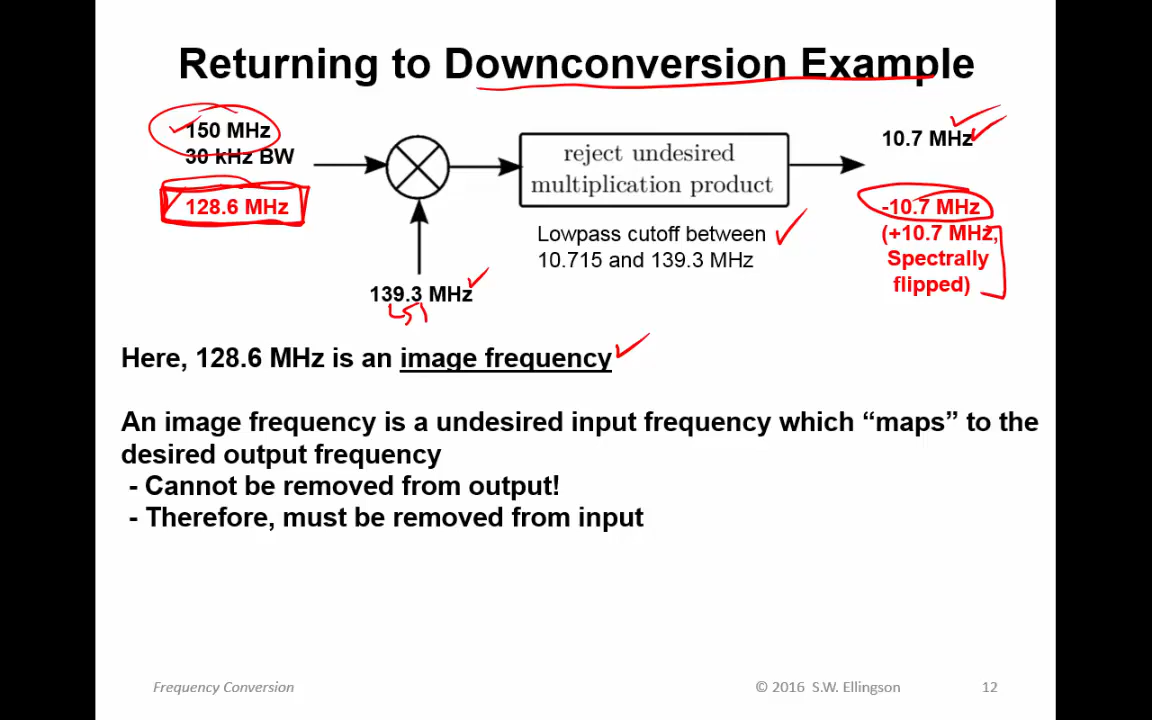 Returning to Downconversion Example
150 MHz
30 kHz BW
128.6 MHz
139.3 MHz
reject undesired
multiplication product
Lowpass cutoff between
10.715 and 139.3 MHz
10.7 MHz
-10.7 MHz
(+10.7 MHz,
Spectrally
flipped)
Here, 128.6 MHz is an image frequency
An image frequency is a undesired input frequency which “maps” to the
desired output frequency
- Cannot be removed from output!
- Therefore, must be removed from input
Frequency Conversion
© 2016 S.W. Ellingson
12